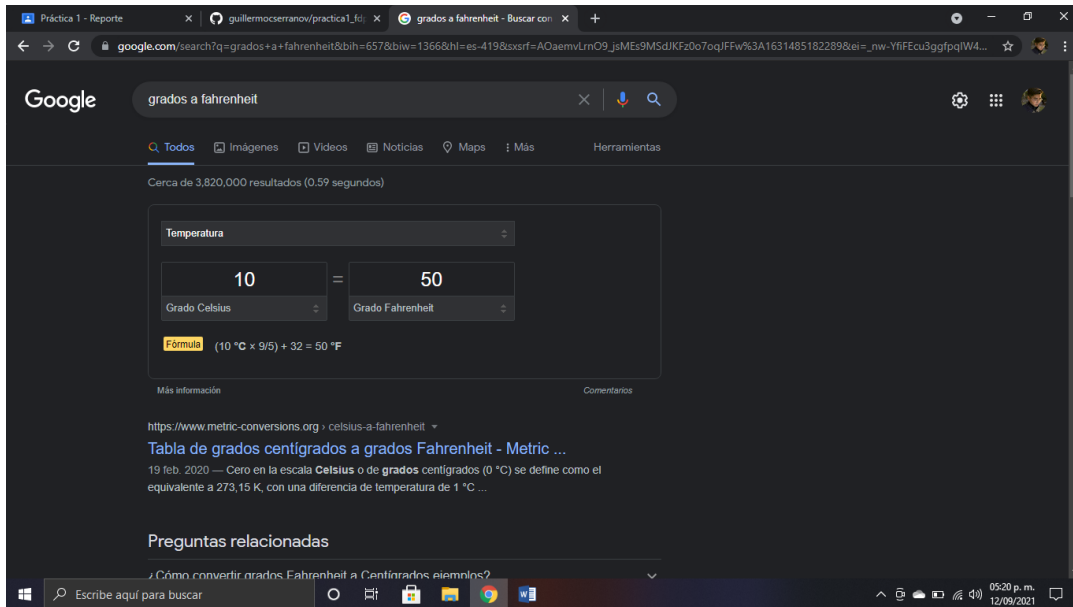 Práctica 1 - Reporte
guillermocserranov/practica1_fdp
grados a fahrenheit - Buscar con
google.com/search?q=grados+a+fahrenheit&bih=657&biw=1366&hl=es-419&sxsrf=AOaemvLrnO9_jsMEs9MSdJKFz0o7oqJFFw%3A1631485182289&ei=_nw-YfiFEcu3ggfpqIW4...
Google
grados a fahrenheit
Todos
Imágenes
Videos
Noticias
Maps
Más
Herramientas
Cerca de 3,820,000 resultados (0.59 segundos)
Temperatura
10 = 50
Grado Celsius
Grado Fahrenheit
Fórmula (10 °C × 9/5) + 32 = 50 °F
Más información
Comentarios
https://www.metric-conversions.org › celsius-a-fahrenheit
Tabla de grados centígrados a grados Fahrenheit - Metric ...
19 feb. 2020 — Cero en la escala Celsius o de grados centígrados (0 °C) se define como el
equivalente a 273,15 K, con una diferencia de temperatura de 1 °C ...
Preguntas relacionadas
¿Cómo convertir grados Fahrenheit a Centígrados ejemplos?
Escribe aquí para buscar
05:20 p. m.
12/09/2021